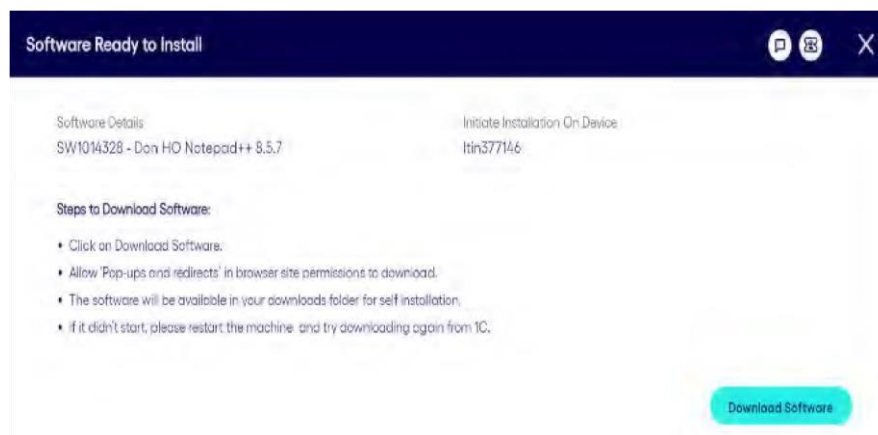 Software Ready to Install
Software Details
SW1014328 - Don HO Notepad++ 8.5.7
Initiate Installation On Device
ltin377146
Steps to Download Software:
• Click on Download Software.
• Allow 'Pop-ups and redirects' in browser site permissions to download.
• The software will be available in your downloads folder for self installation.
• If it didn't start, please restart the machine and try downloading again from 1C.
Download Software